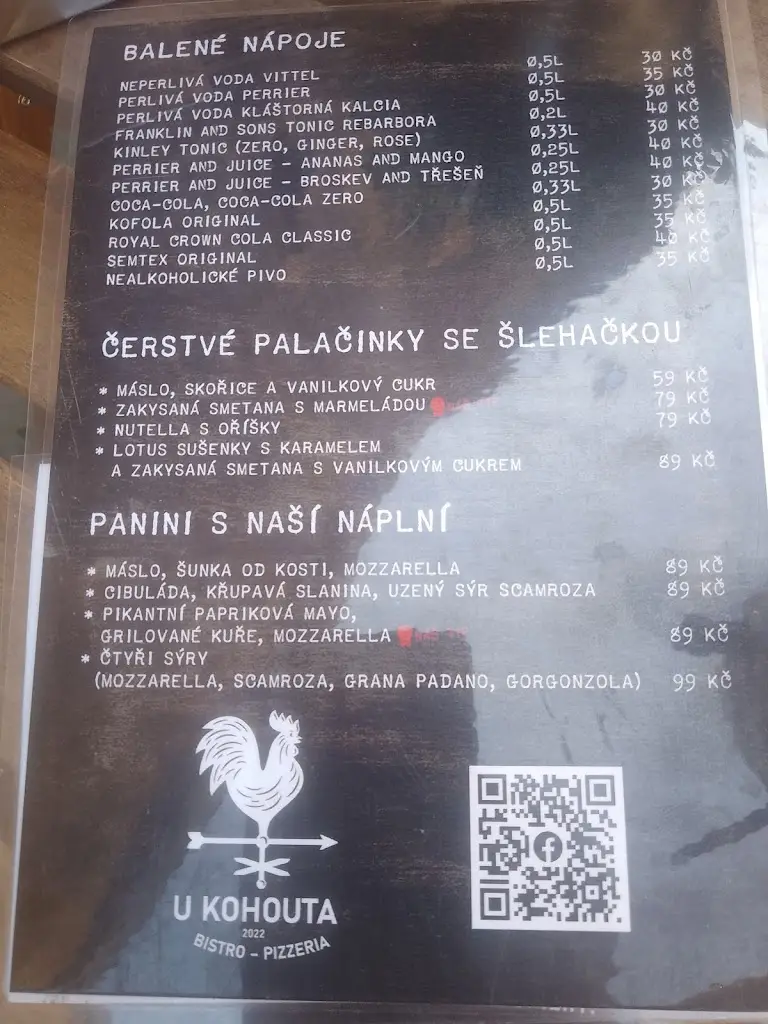 BALENÉ NÁPOJE
NEPERLIVÁ VODA VITTEL 0,5L 30 KČ
PERLIVÁ VODA PERRIER 0,5L 35 KČ
PERLIVÁ VODA KLÁŠTORNÁ KALCIA 0,5L 30 KČ
FRANKLIN AND SONS TONIC REBARBORA 0,2L 40 KČ
KINLEY TONIC (ZERO, GINGER, ROSE) 0,33L 30 KČ
PERRIER AND JUICE - ANANAS AND MANGO 0,25L 40 KČ
PERRIER AND JUICE - BROSKEV AND TŘEŠEŇ 0,25L 40 KČ
COCA-COLA, COCA-COLA ZERO 0,33L 30 KČ
KOFOLA ORIGINAL 0,5L 35 KČ
ROYAL CROWN COLA CLASSIC 0,5L 35 KČ
SEMTEX ORIGINAL 0,5L 40 KČ
NEALKOHOLICKÉ PIVO 0,5L 35 KČ
ČERSTVÉ PALAČINKY SE ŠLEHAČKOU
* MÁSLO, SKOŘICE A VANILKOVÝ CUKR 59 KČ
* ZAKYSANÁ SMETANA S MARMELÁDOU 79 KČ
* NUTELLA S OŘÍŠKY 79 KČ
* LOTUS SUŠENKY S KARAMELEM
A ZAKYSANÁ SMETANA S VANILKOVÝM CUKREM 89 KČ
PANINI S NAŠÍ NÁPLNÍ
* MÁSLO, ŠUNKA OD KOSTI, MOZZARELLA 89 KČ
* CIBULÁDA, KŘUPAVÁ SLANINA, UZENÝ SÝR SCAMROZA 89 KČ
* PIKANTNÍ PAPRIKOVÁ MAYO,
GRILOVANÉ KUŘE, MOZZARELLA 89 KČ
* ČTYŘI SÝRY
(MOZZARELLA, SCAMROZA, GRANA PADANO, GORGONZOLA) 99 KČ
U KOHOUTA
2022
BISTRO - PIZZERIA